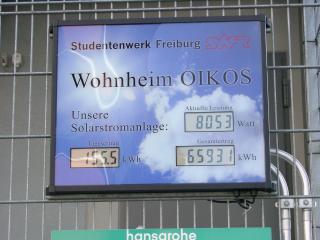 Studentenwerk Freiburg
Wohnheim OIKOS
Unsere
Solarstromanlage:
Aktuelle Leistung
8053 Watt
Tagesertrag
155.5 kWh
Gesamtertrag
65931 kWh
hansgrohe